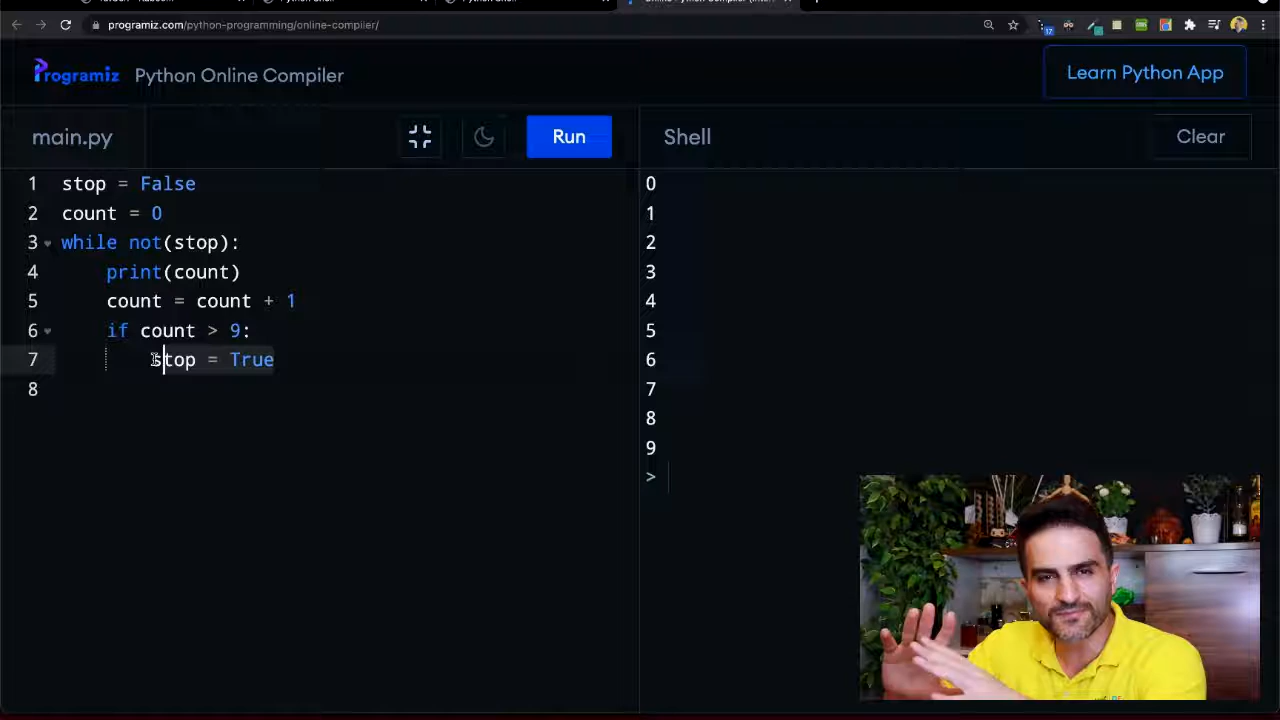 programiz.com/python-programming/online-compiler/
Programiz Python Online Compiler Learn Python App
main.py Run Shell Clear
1 stop = False
2 count = 0
3 while not(stop):
4 print(count)
5 count = count + 1
6 if count > 9:
7 stop = True
8
0
1
2
3
4
5
6
7
8
9
>